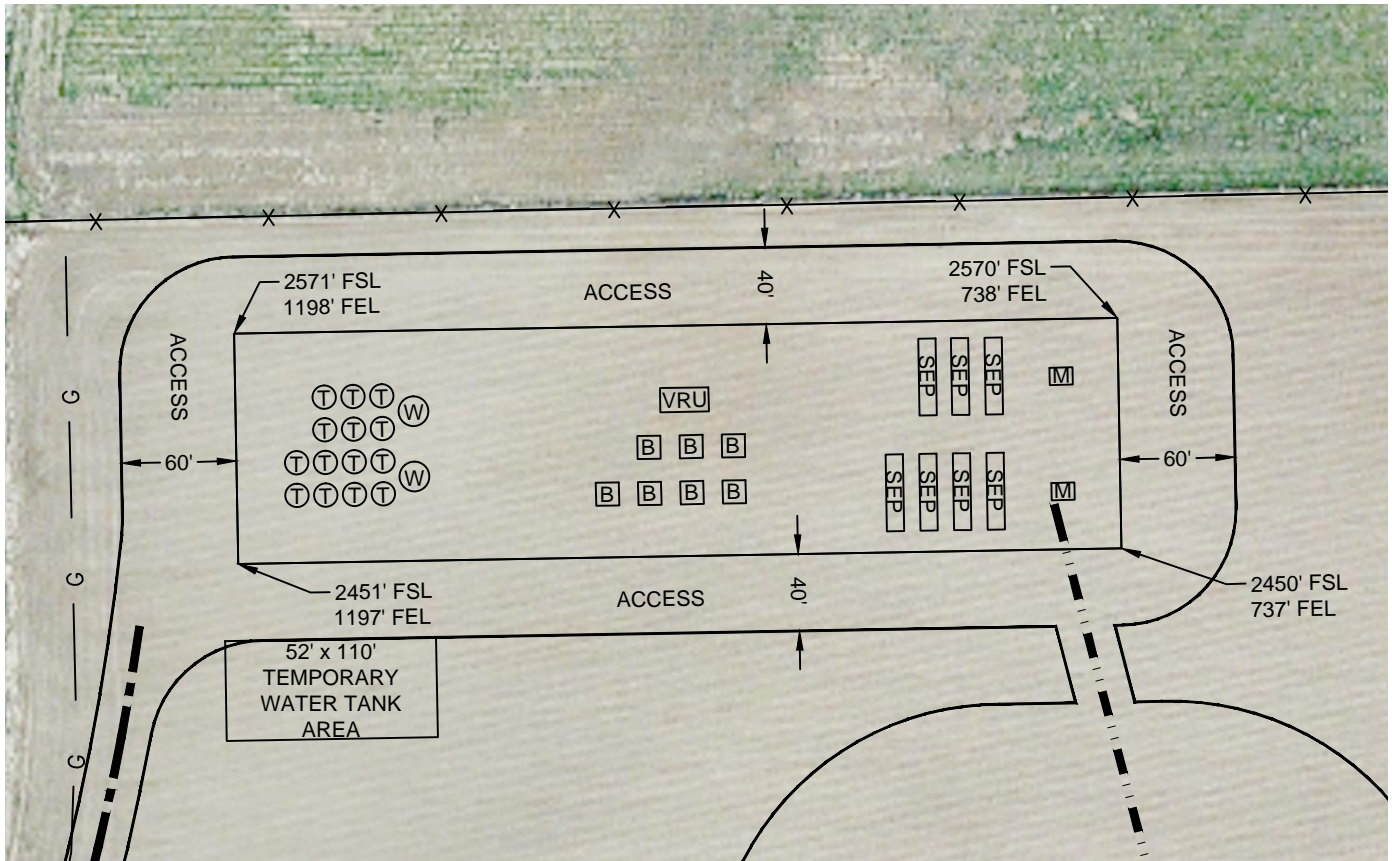 2571' FSL
1198' FEL
ACCESS
40'
2570' FSL
738' FEL
ACCESS
ACCESS
G
T T T W
T T T
T T T T W
T T T T
VRU
B B B
B B B B
SEP SEP SEP
SEP SEP SEP SEP
M
M
60'
60'
2451' FSL
1197' FEL
ACCESS
40'
2450' FSL
737' FEL
G
52' x 110'
TEMPORARY
WATER TANK
AREA
G
X X X X X X X X